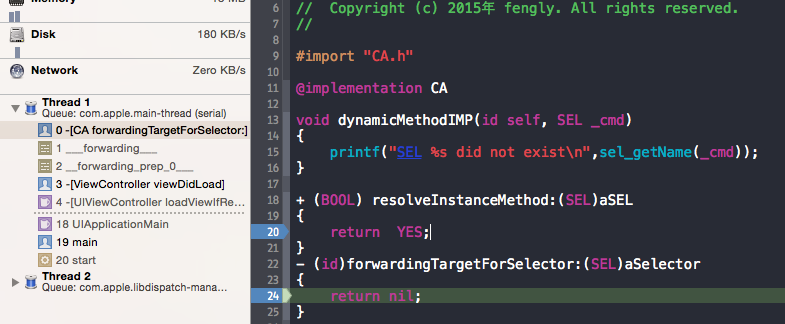 Memory
Disk 180 KB/s
Network Zero KB/s
Thread 1
Queue: com.apple.main-thread (serial)
0 -[CA forwardingTargetForSelector:]
1 ___forwarding___
2 __forwarding_prep_0___
3 -[ViewController viewDidLoad]
4 -[UIViewController loadViewIfRe...
18 UIApplicationMain
19 main
20 start
Thread 2
Queue: com.apple.libdispatch-mana...
6 //  Copyright (c) 2015年 fengly. All rights reserved.
7 //
8
9 #import "CA.h"
10
11 @implementation CA
12
13 void dynamicMethodIMP(id self, SEL _cmd)
14 {
15     printf("SEL %s did not exist\n",sel_getName(_cmd));
16 }
17
18 + (BOOL) resolveInstanceMethod:(SEL)aSEL
19 {
20     return  YES;
21 }
22 - (id)forwardingTargetForSelector:(SEL)aSelector
23 {
24     return nil;
25 }